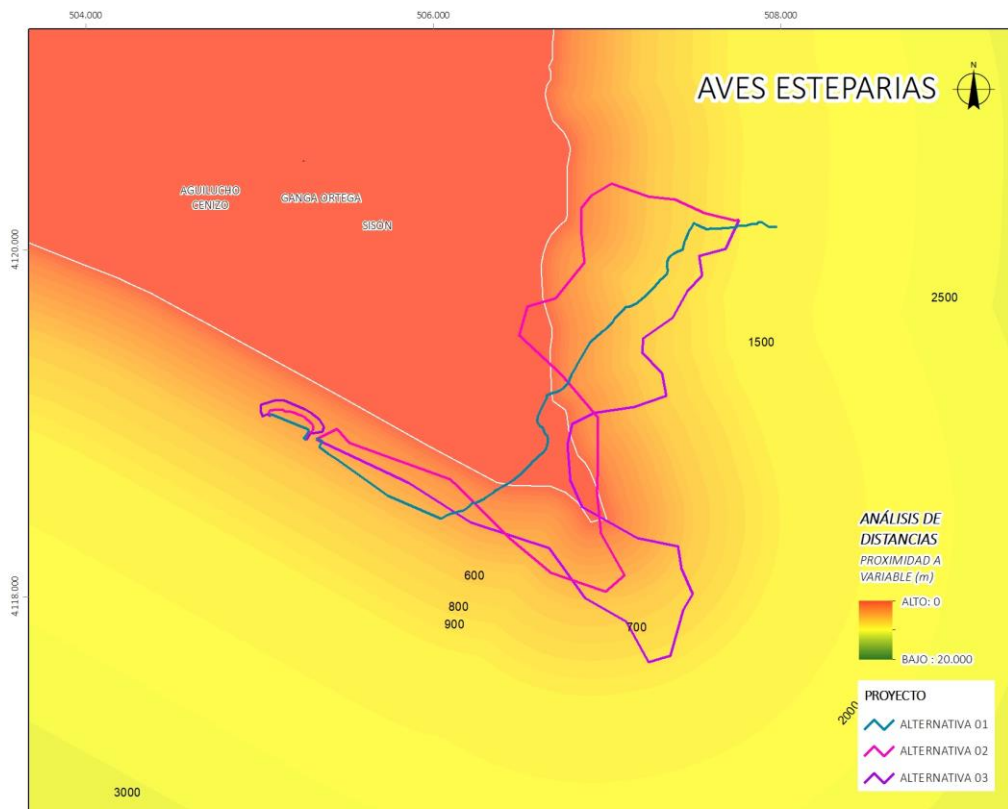 504.000
506.000
508.000
AVES ESTEPARIAS
N
AGUILUCHO
CENIZO
GANGA ORTEGA
SISÓN
4.120.000
2500
1500
ANÁLISIS DE
DISTANCIAS
PROXIMIDAD A
VARIABLE (m)
ALTO: 0
BAJO : 20.000
600
800
900
700
4.118.000
2000
PROYECTO
ALTERNATIVA 01
ALTERNATIVA 02
ALTERNATIVA 03
3000